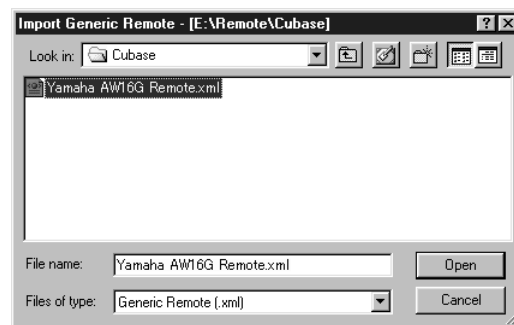 Import Generic Remote - [E:\Remote\Cubase]
Look in: Cubase
Yamaha AW16G Remote.xml
File name: Yamaha AW16G Remote.xml Open
Files of type: Generic Remote (.xml) Cancel